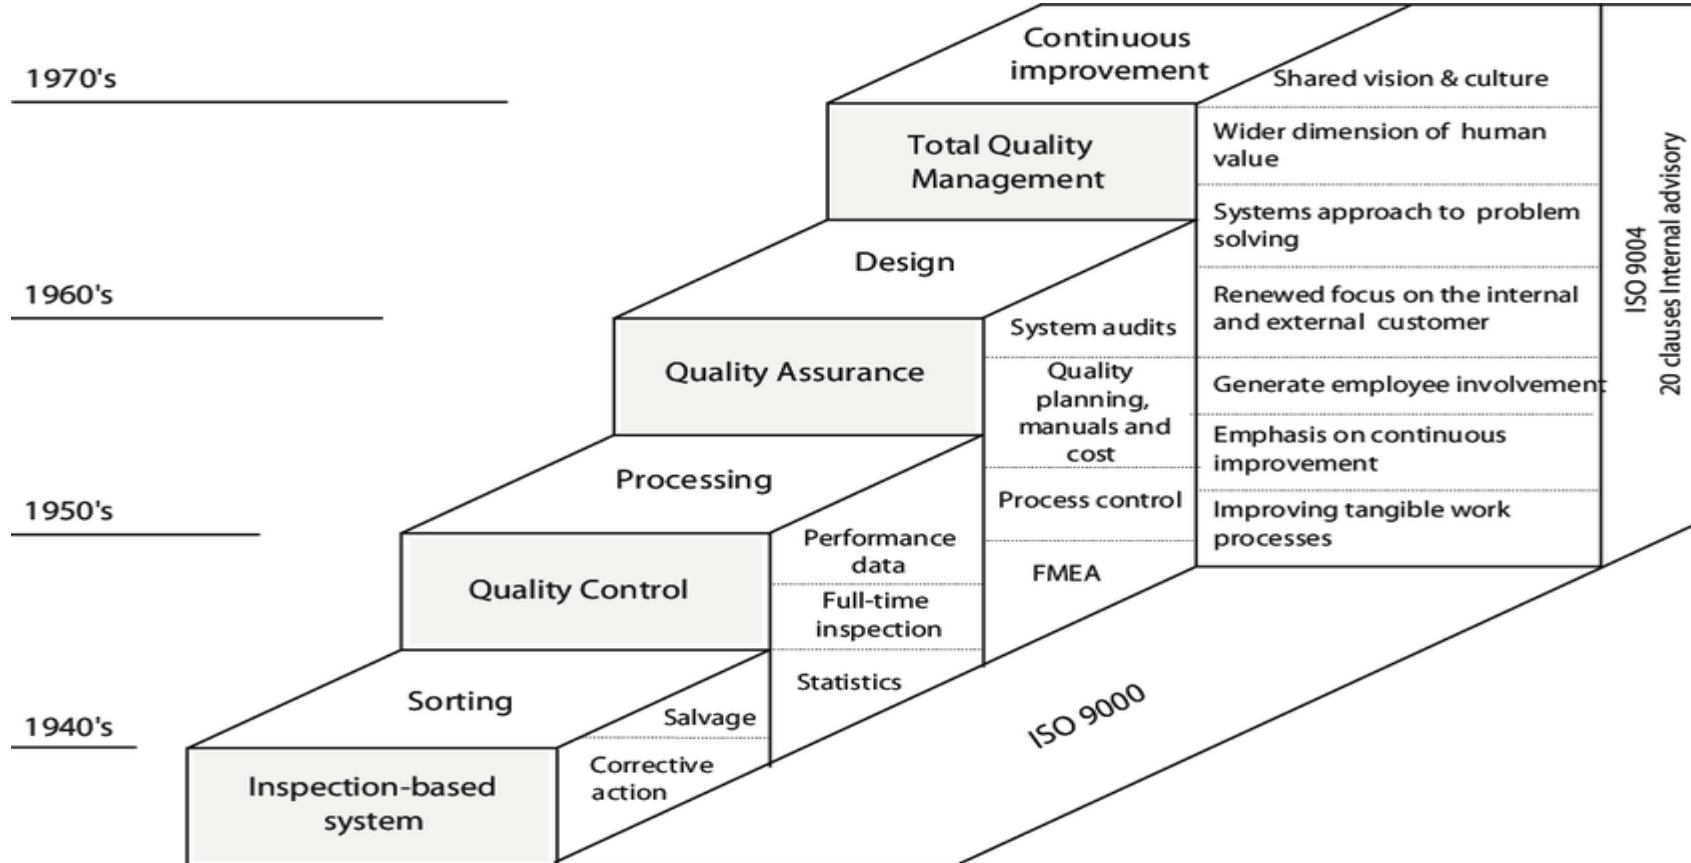 Continuous
improvement
1970's
Shared vision & culture
Total Quality
Management
Wider dimension of human
value
Systems approach to problem
solving
Design
1960's
Renewed focus on the internal
and external customer
System audits
Quality Assurance
Quality
planning,
manuals and
cost
Generate employee involvement
Emphasis on continuous
improvement
Processing
1950's
Process control
Improving tangible work
processes
Performance
data
FMEA
Quality Control
Full-time
inspection
Statistics
Sorting
Salvage
1940's
Corrective
action
Inspection-based
system
ISO 9000
ISO 9004
20 clauses Internal advisory